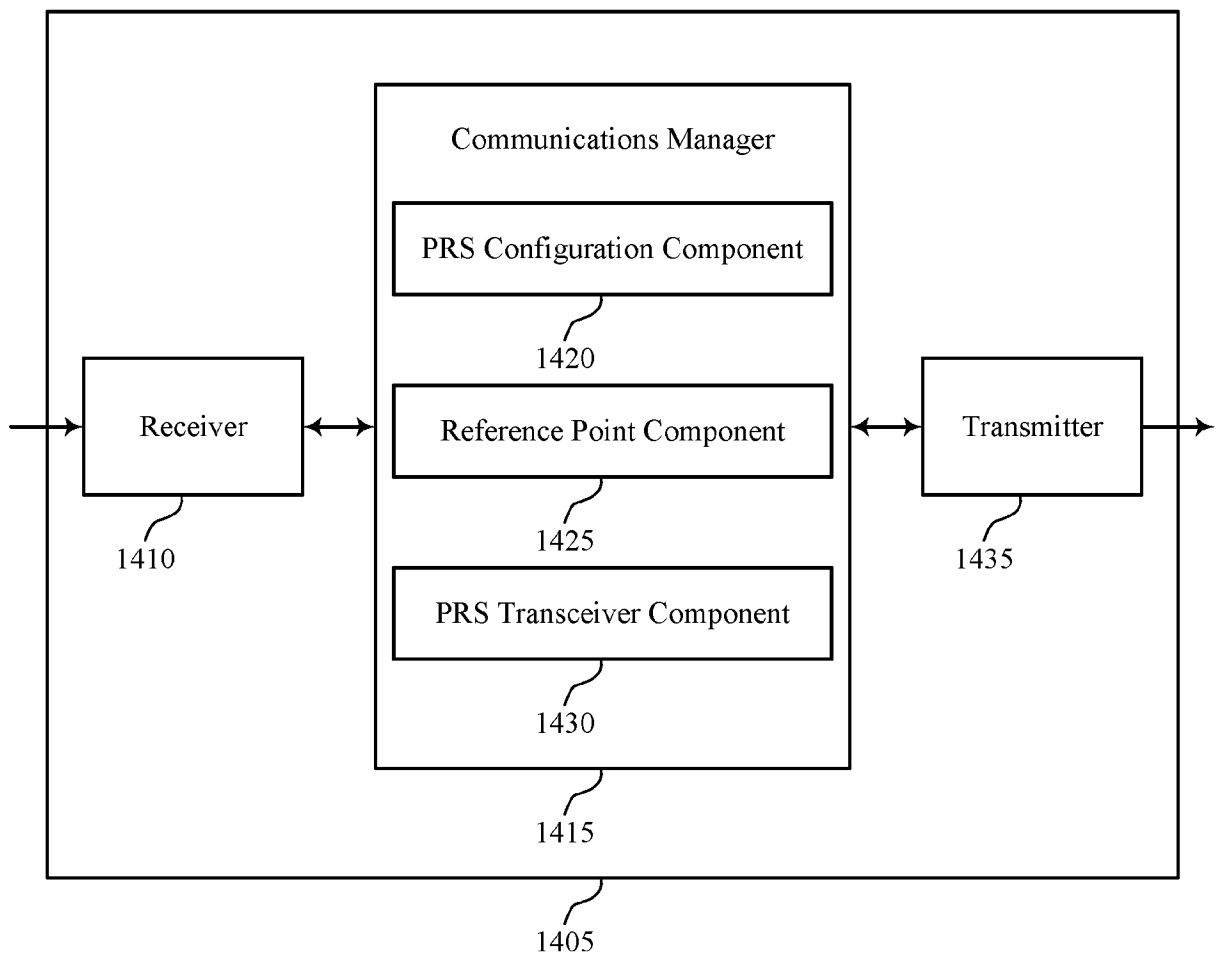 Communications Manager
PRS Configuration Component
1420
Receiver
Reference Point Component
Transmitter
1410
1425
1435
PRS Transceiver Component
1430
1415
1405